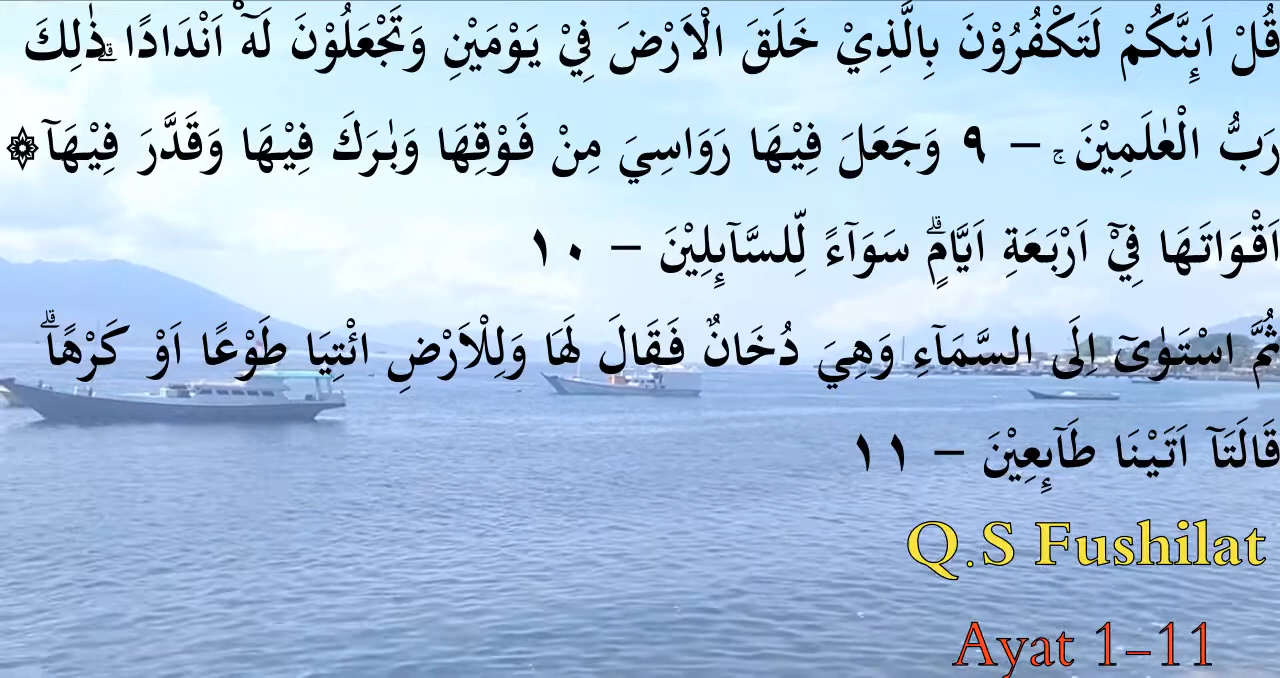 قُلْ اَىِٕنَّكُمْ لَتَكْفُرُوْنَ بِالَّذِيْ خَلَقَ الْاَرْضَ فِيْ يَوْمَيْنِ وَتَجْعَلُوْنَ لَهٗٓ اَنْدَادًا ۗذٰلِكَ
رَبُّ الْعٰلَمِيْنَ ۚ – ٩ وَجَعَلَ فِيْهَا رَوَاسِيَ مِنْ فَوْقِهَا وَبٰرَكَ فِيْهَا وَقَدَّرَ فِيْهَآ ۞
اَقْوَاتَهَا فِيْٓ اَرْبَعَةِ اَيَّامٍۗ سَوَاۤءً لِّلسَّاۤىِٕلِيْنَ – ١٠
ثُمَّ اسْتَوٰىٓ اِلَى السَّمَاۤءِ وَهِيَ دُخَانٌ فَقَالَ لَهَا وَلِلْاَرْضِ ائْتِيَا طَوْعًا اَوْ كَرْهًاۗ
قَالَتَآ اَتَيْنَا طَاۤىِٕعِيْنَ – ١١
Q.S Fushilat
Ayat 1–11